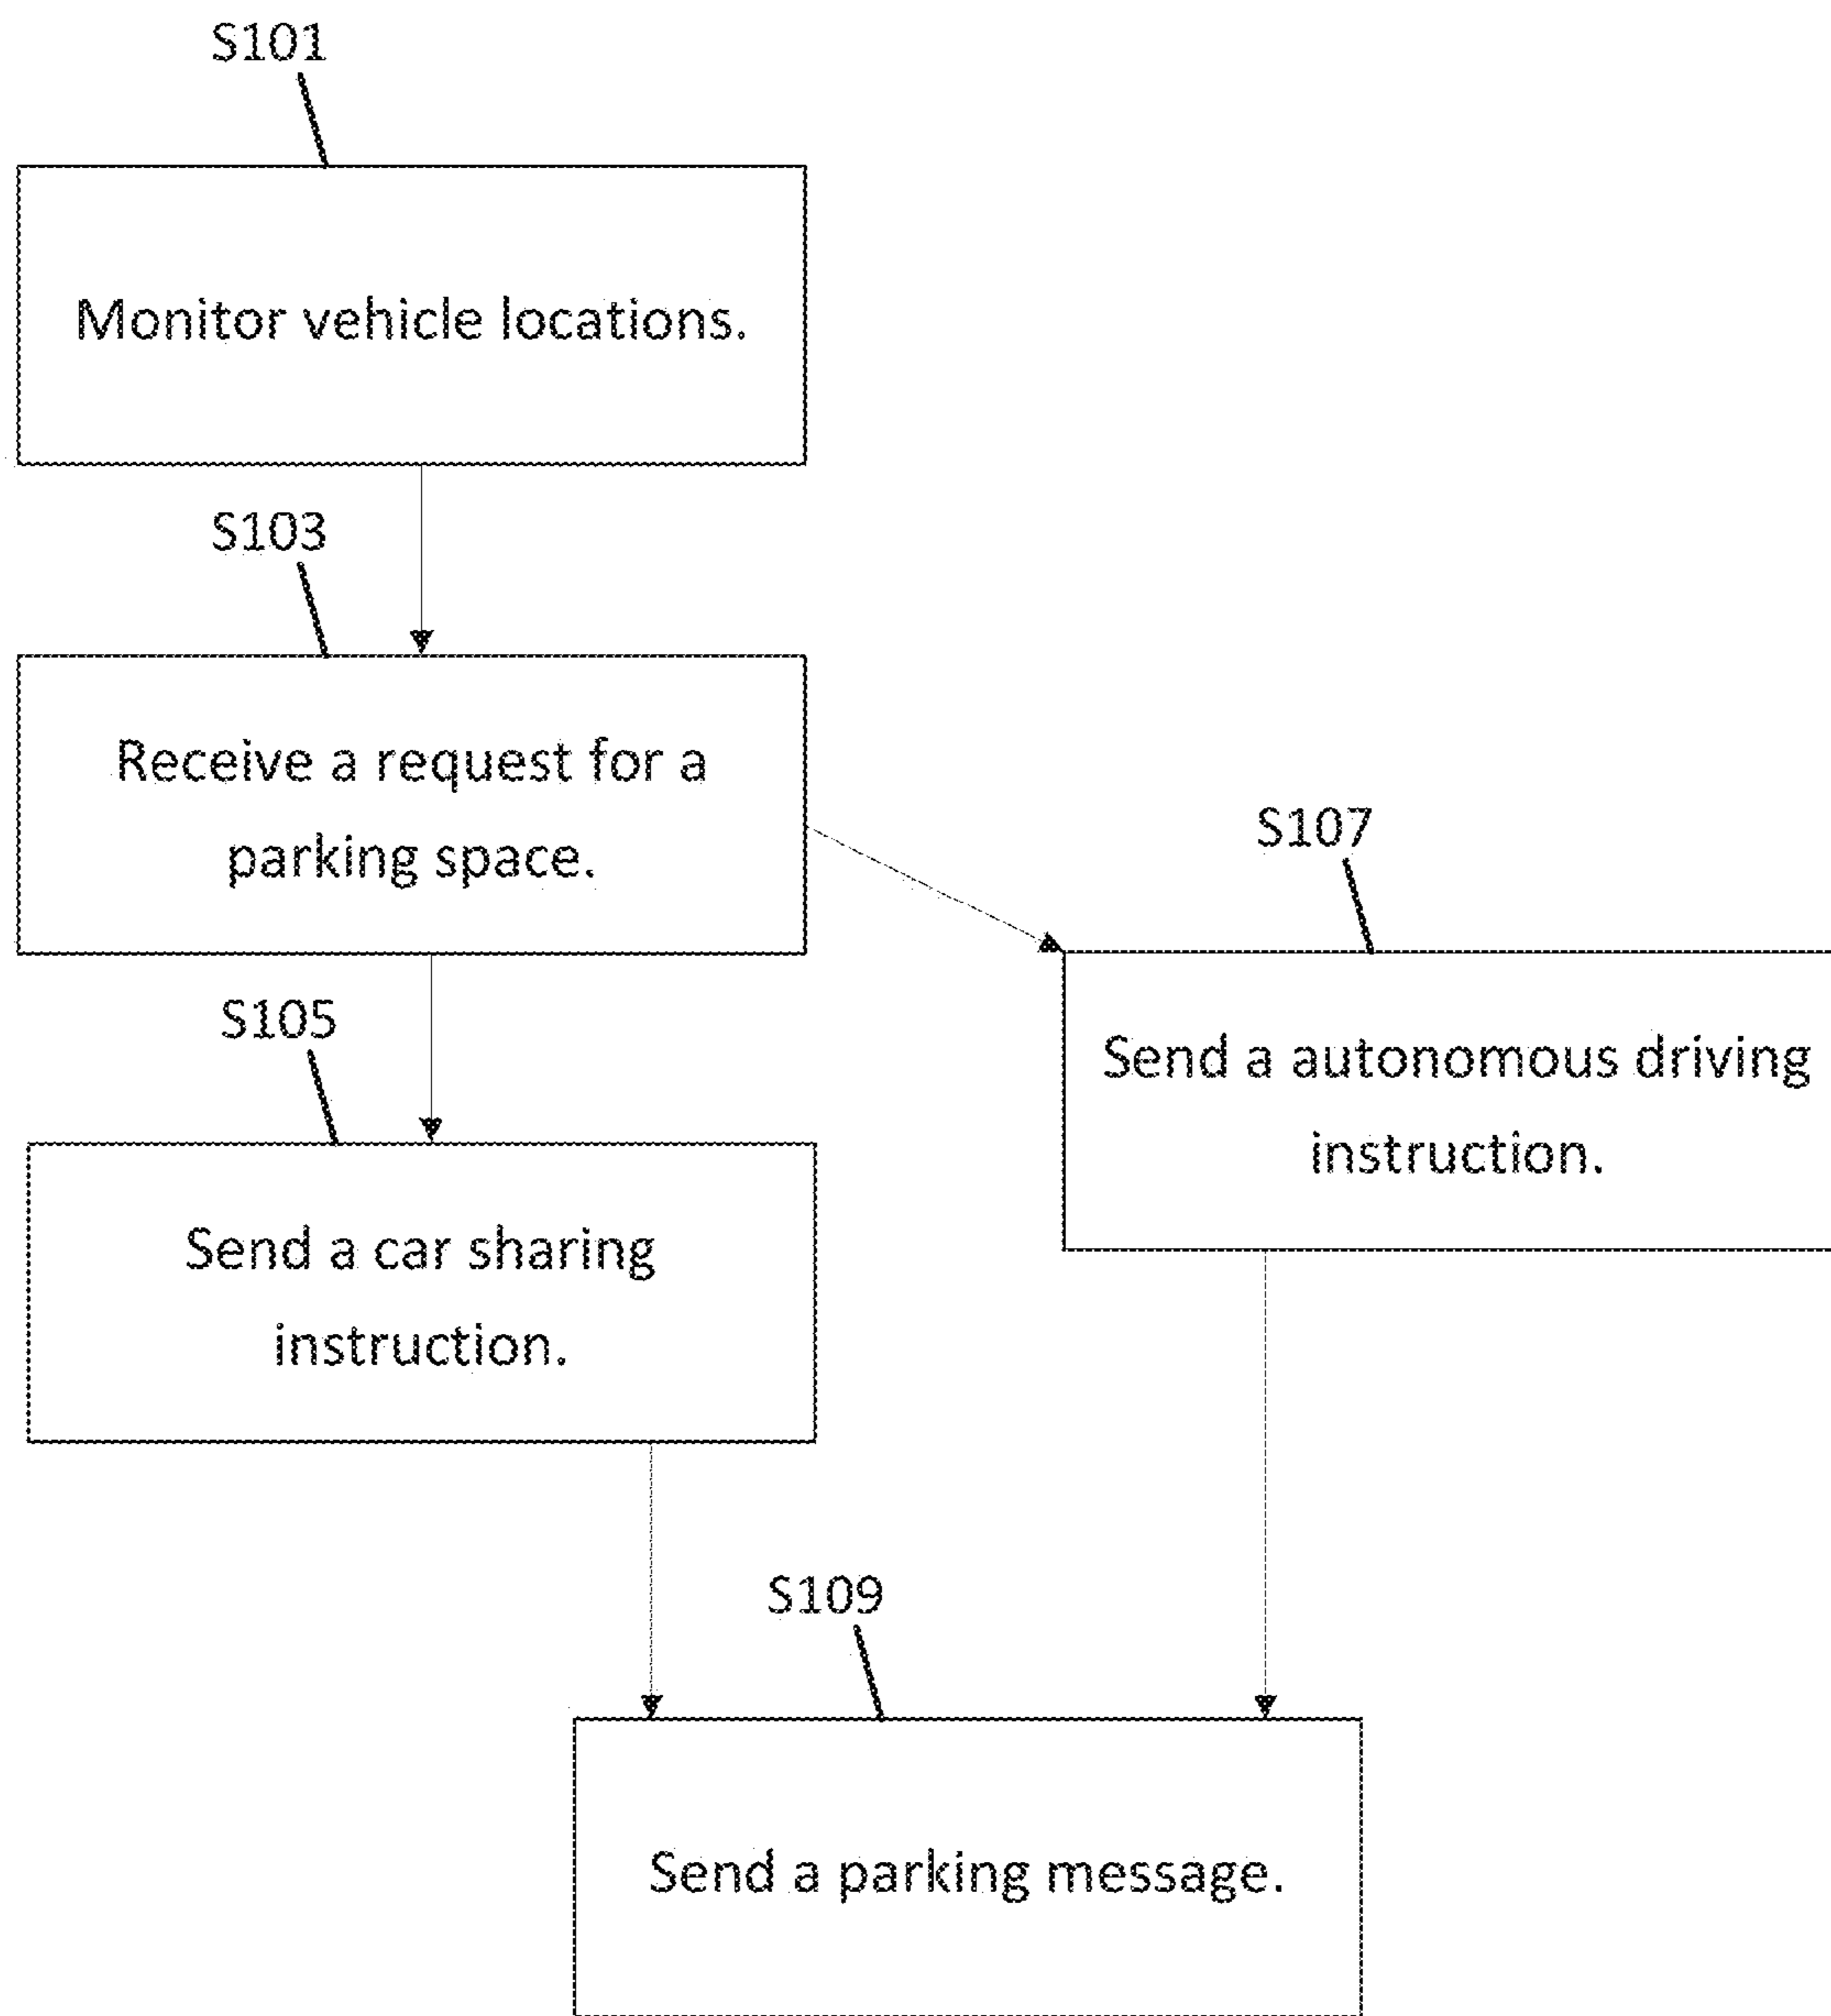 S101
Monitor vehicle locations.
S103
Receive a request for a
parking space.
S107
Send a autonomous driving
instruction.
S105
Send a car sharing
instruction.
S109
Send a parking message.